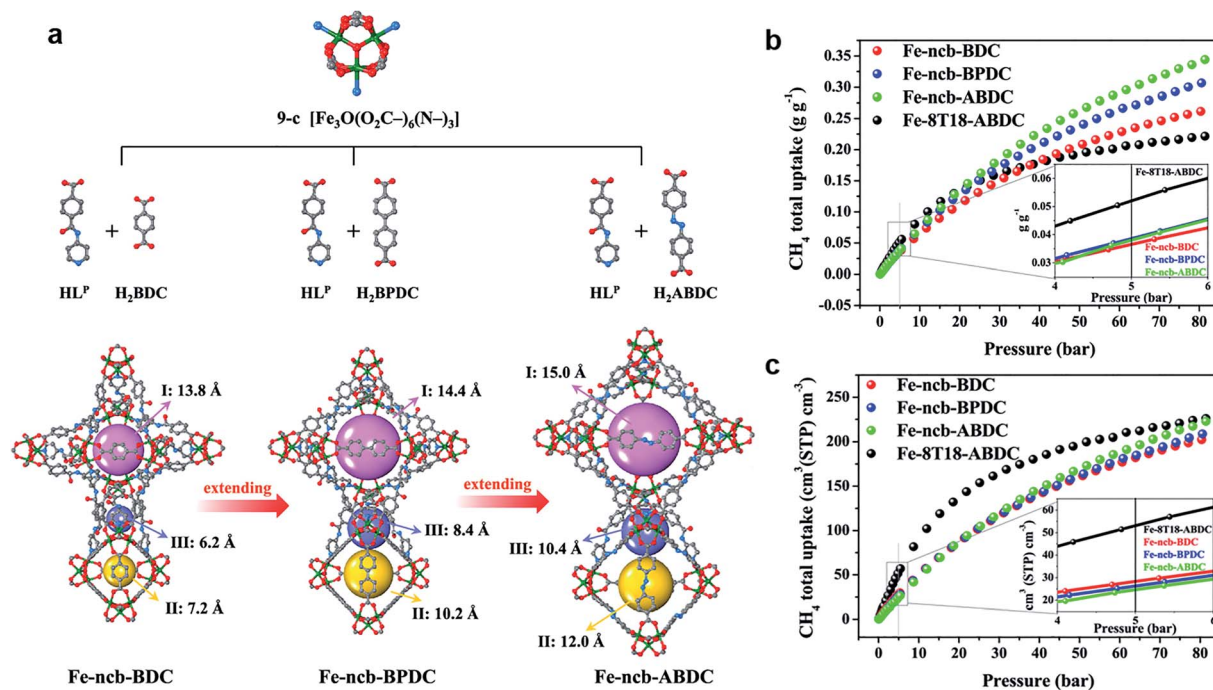 a
9-c [Fe₃O(O₂C–)₆(N–)₃]
+
+
+
HLᴾ H₂BDC HLᴾ H₂BPDC HLᴾ H₂ABDC
I: 13.8 Å
I: 14.4 Å
I: 15.0 Å
extending
extending
III: 6.2 Å
III: 8.4 Å
III: 10.4 Å
II: 7.2 Å
II: 10.2 Å
II: 12.0 Å
Fe-ncb-BDC Fe-ncb-BPDC Fe-ncb-ABDC
b
CH₄ total uptake (g g⁻¹)
0.35
0.30
0.25
0.20
0.15
0.10
0.05
0.00
-0.05
Fe-ncb-BDC
Fe-ncb-BPDC
Fe-ncb-ABDC
Fe-8T18-ABDC
g g⁻¹
0.06
0.05
0.04
0.03
Fe-8T18-ABDC
Fe-ncb-BDC
Fe-ncb-BPDC
Fe-ncb-ABDC
4 5 6
Pressure (bar)
0 10 20 30 40 50 60 70 80
Pressure (bar)
c
CH₄ total uptake (cm³ (STP) cm⁻³)
250
225
200
175
150
125
100
75
50
25
0
Fe-ncb-BDC
Fe-ncb-BPDC
Fe-ncb-ABDC
Fe-8T18-ABDC
cm³ (STP) cm⁻³
60
50
40
30
20
Fe-8T18-ABDC
Fe-ncb-BDC
Fe-ncb-BPDC
Fe-ncb-ABDC
4 5 6
Pressure (bar)
0 10 20 30 40 50 60 70 80
Pressure (bar)